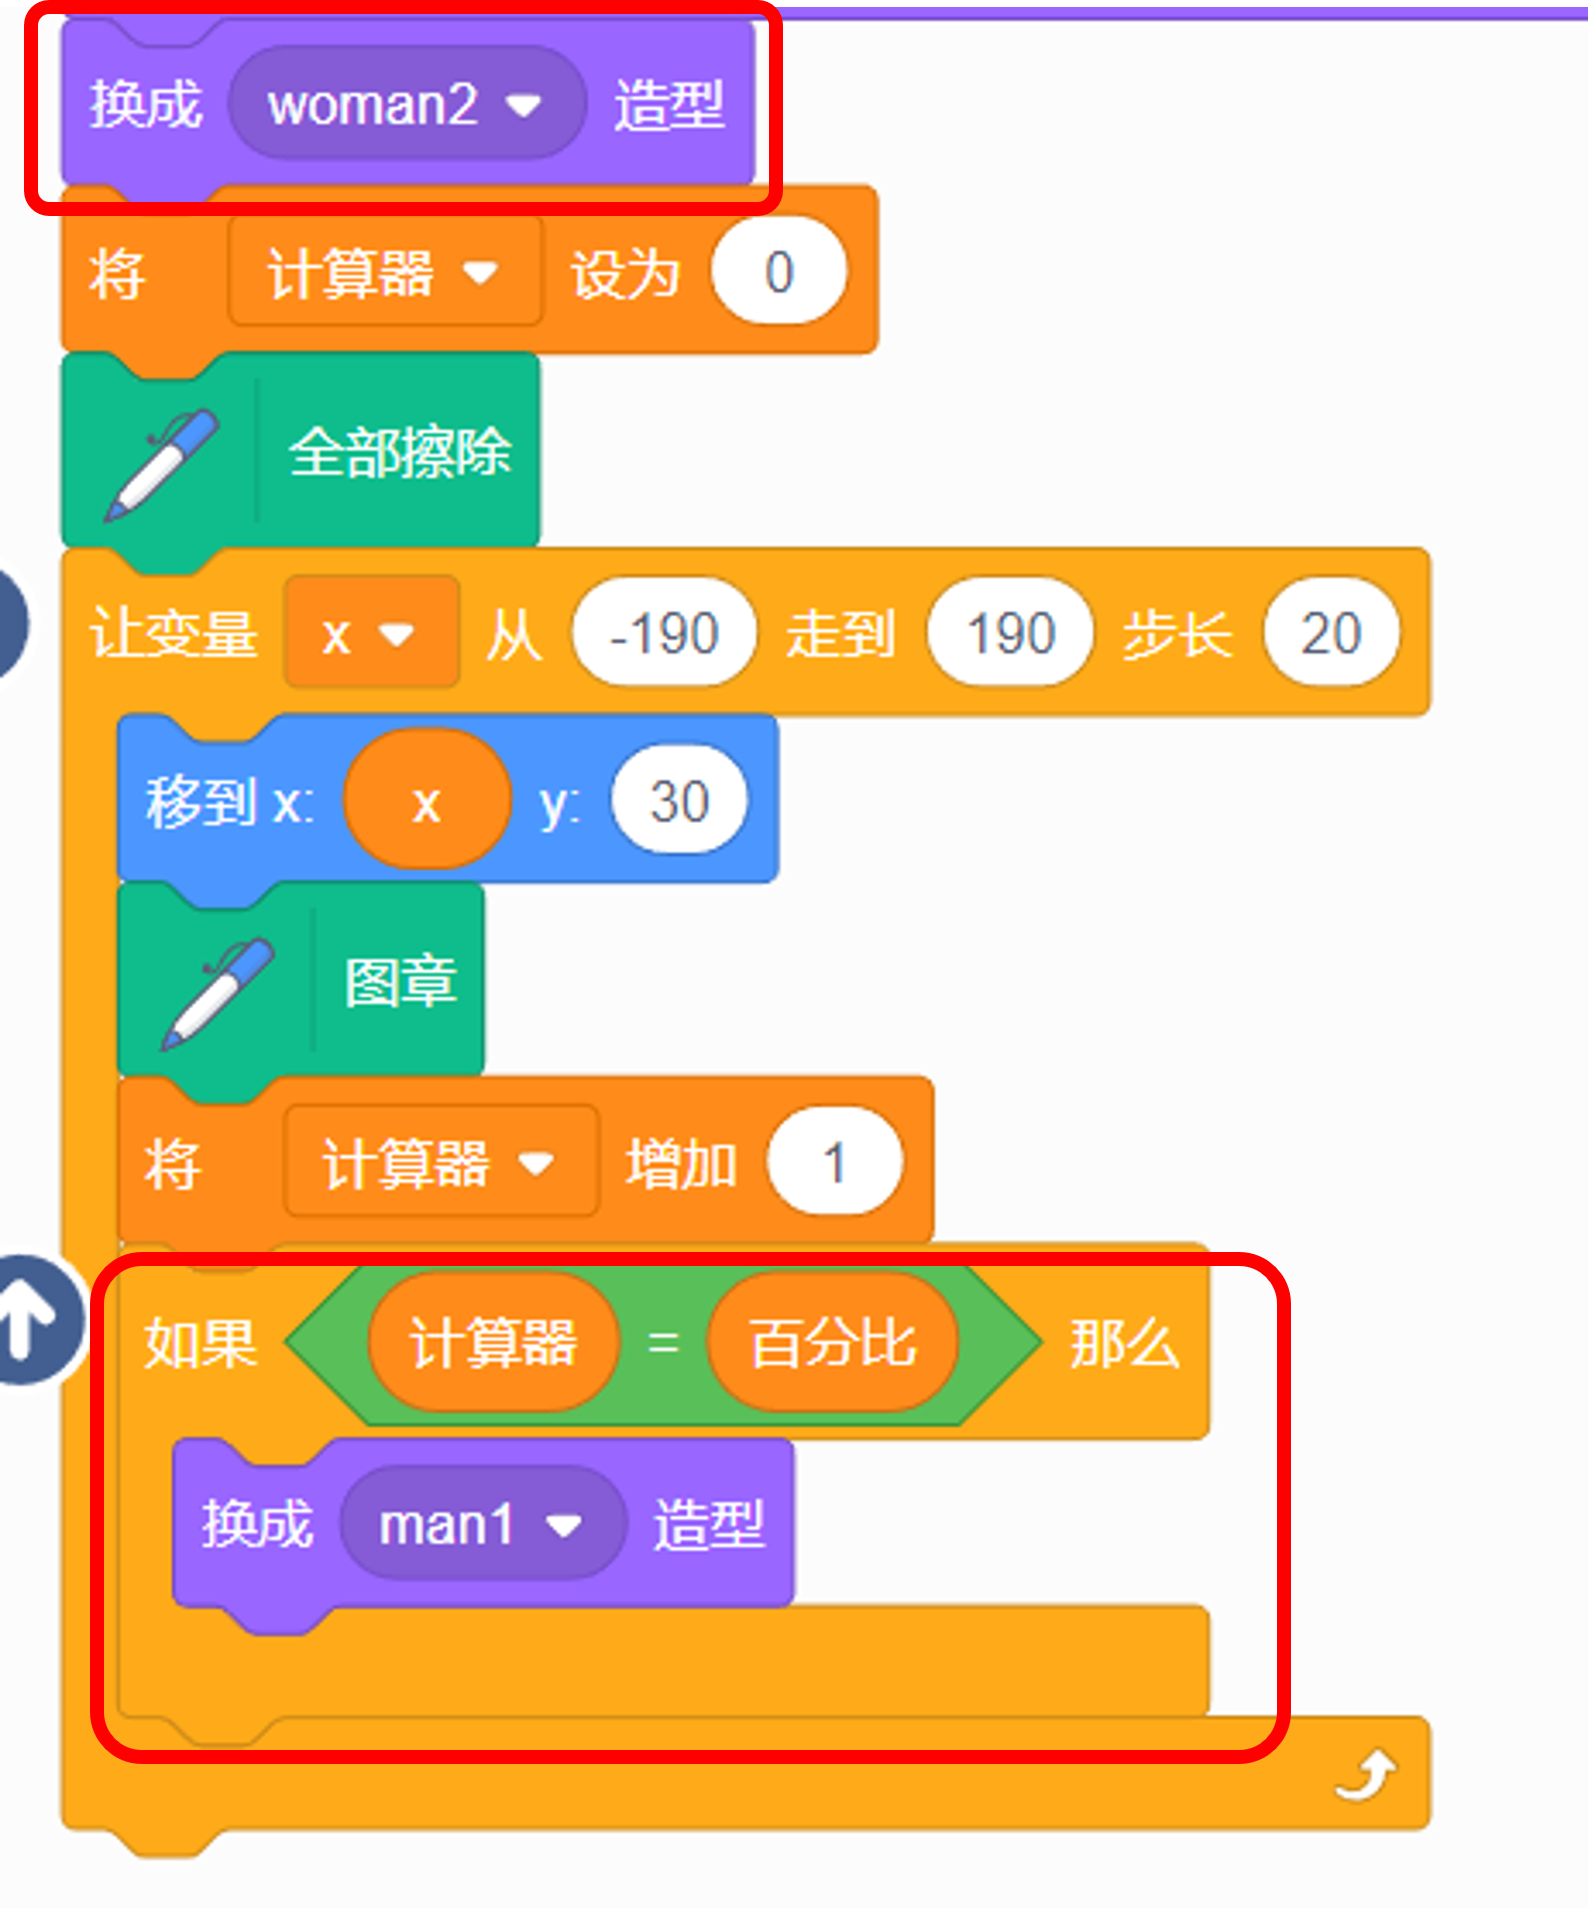 换成 woman2 造型
将 计算器 设为 0
全部擦除
让变量 x 从 -190 走到 190 步长 20
移到 x: x y: 30
图章
将 计算器 增加 1
如果 计算器 = 百分比 那么
换成 man1 造型